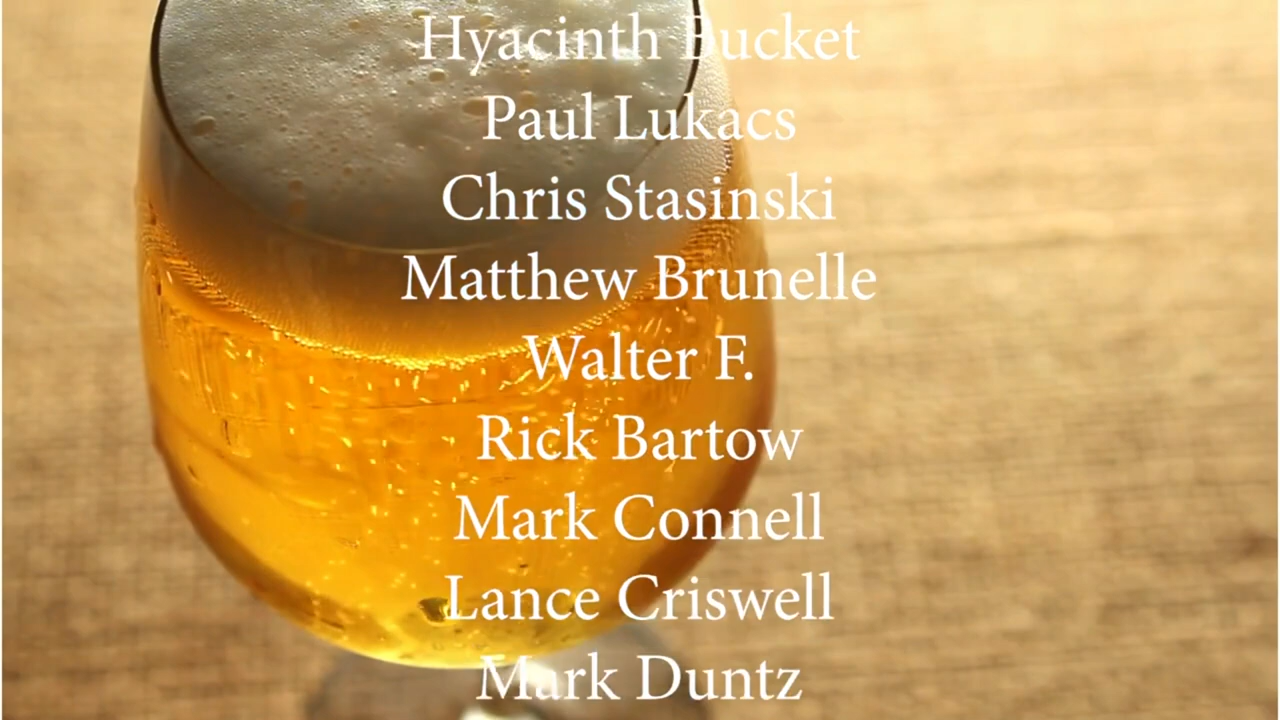 Hyacinth Bucket
Paul Lukacs
Chris Stasinski
Matthew Brunelle
Walter F.
Rick Bartow
Mark Connell
Lance Criswell
Mark Duntz